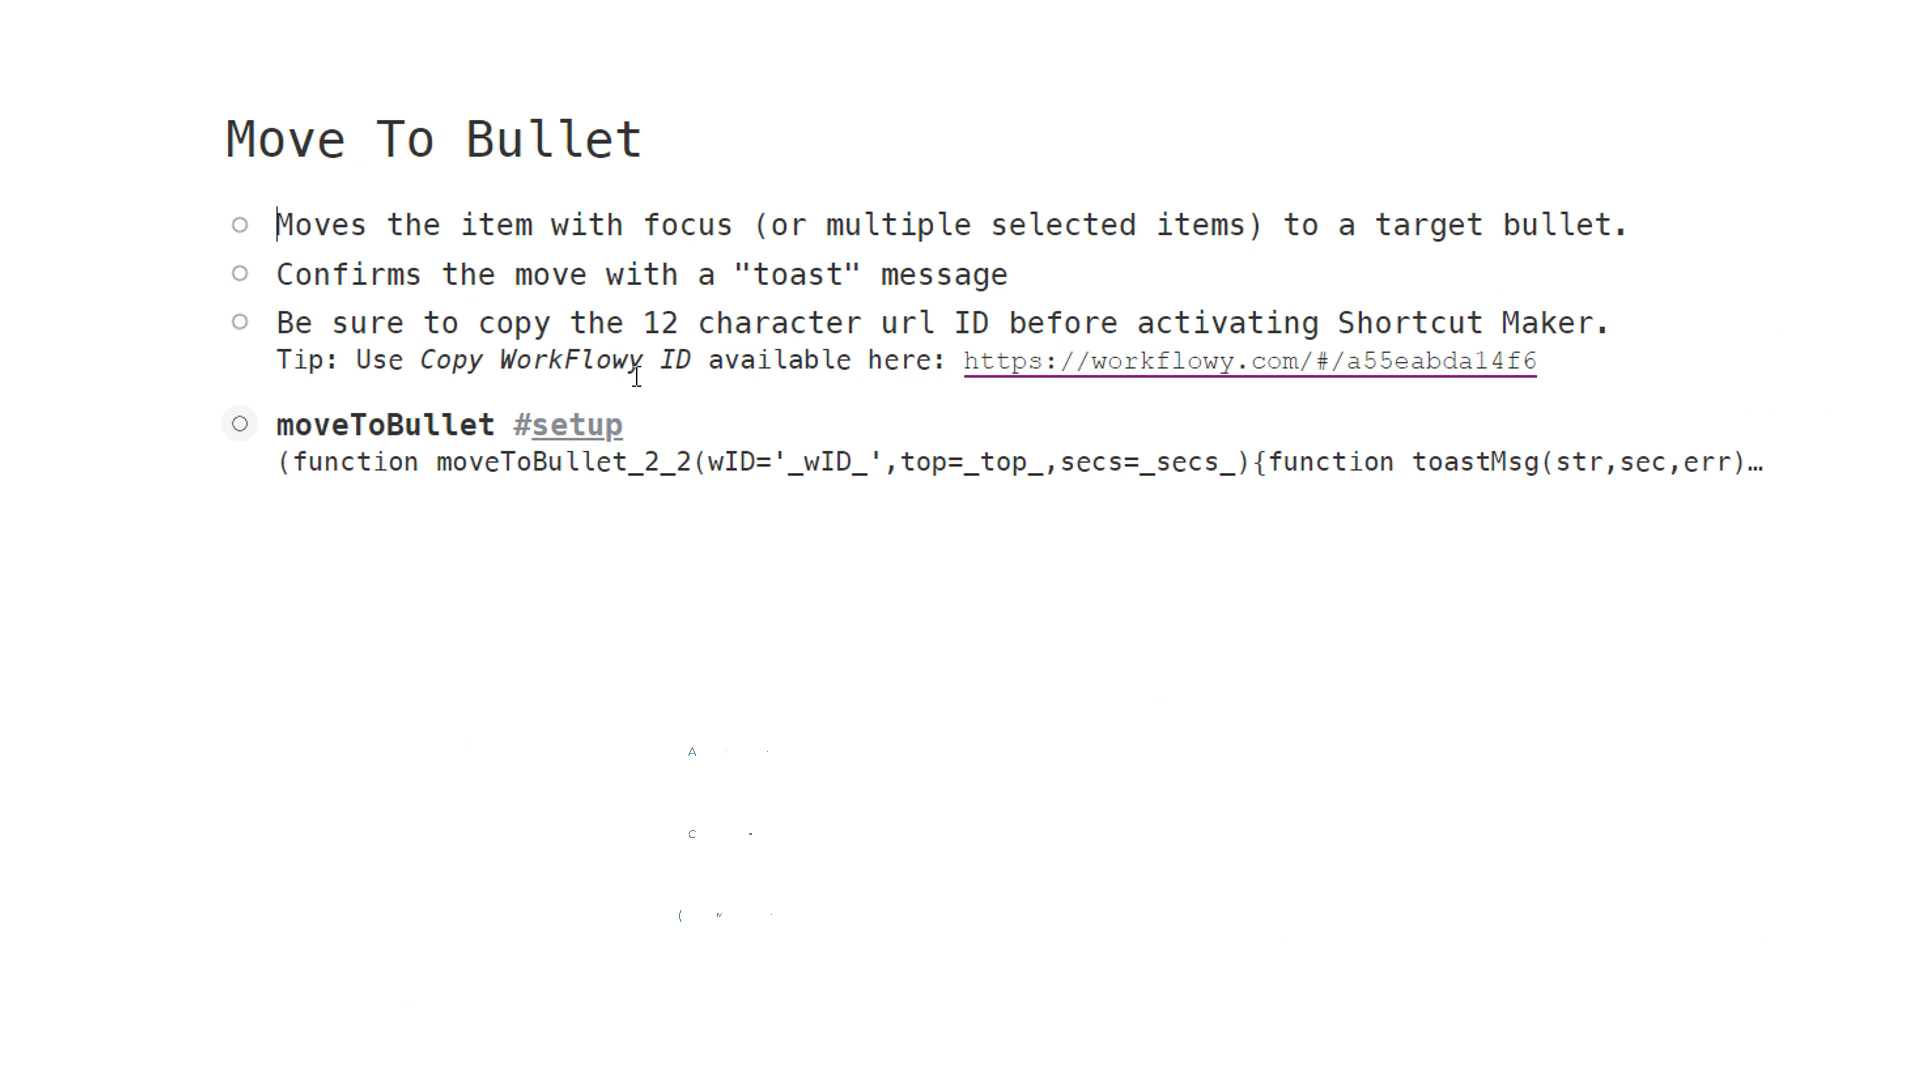 Move To Bullet
Moves the item with focus (or multiple selected items) to a target bullet.
Confirms the move with a "toast" message
Be sure to copy the 12 character url ID before activating Shortcut Maker.
Tip: Use Copy WorkFlowy ID available here: https://workflowy.com/#/a55eabda14f6
moveToBullet #setup
(function moveToBullet_2_2(wID='_wID_',top=_top_,secs=_secs_){function toastMsg(str,sec,err)…
A
C
(